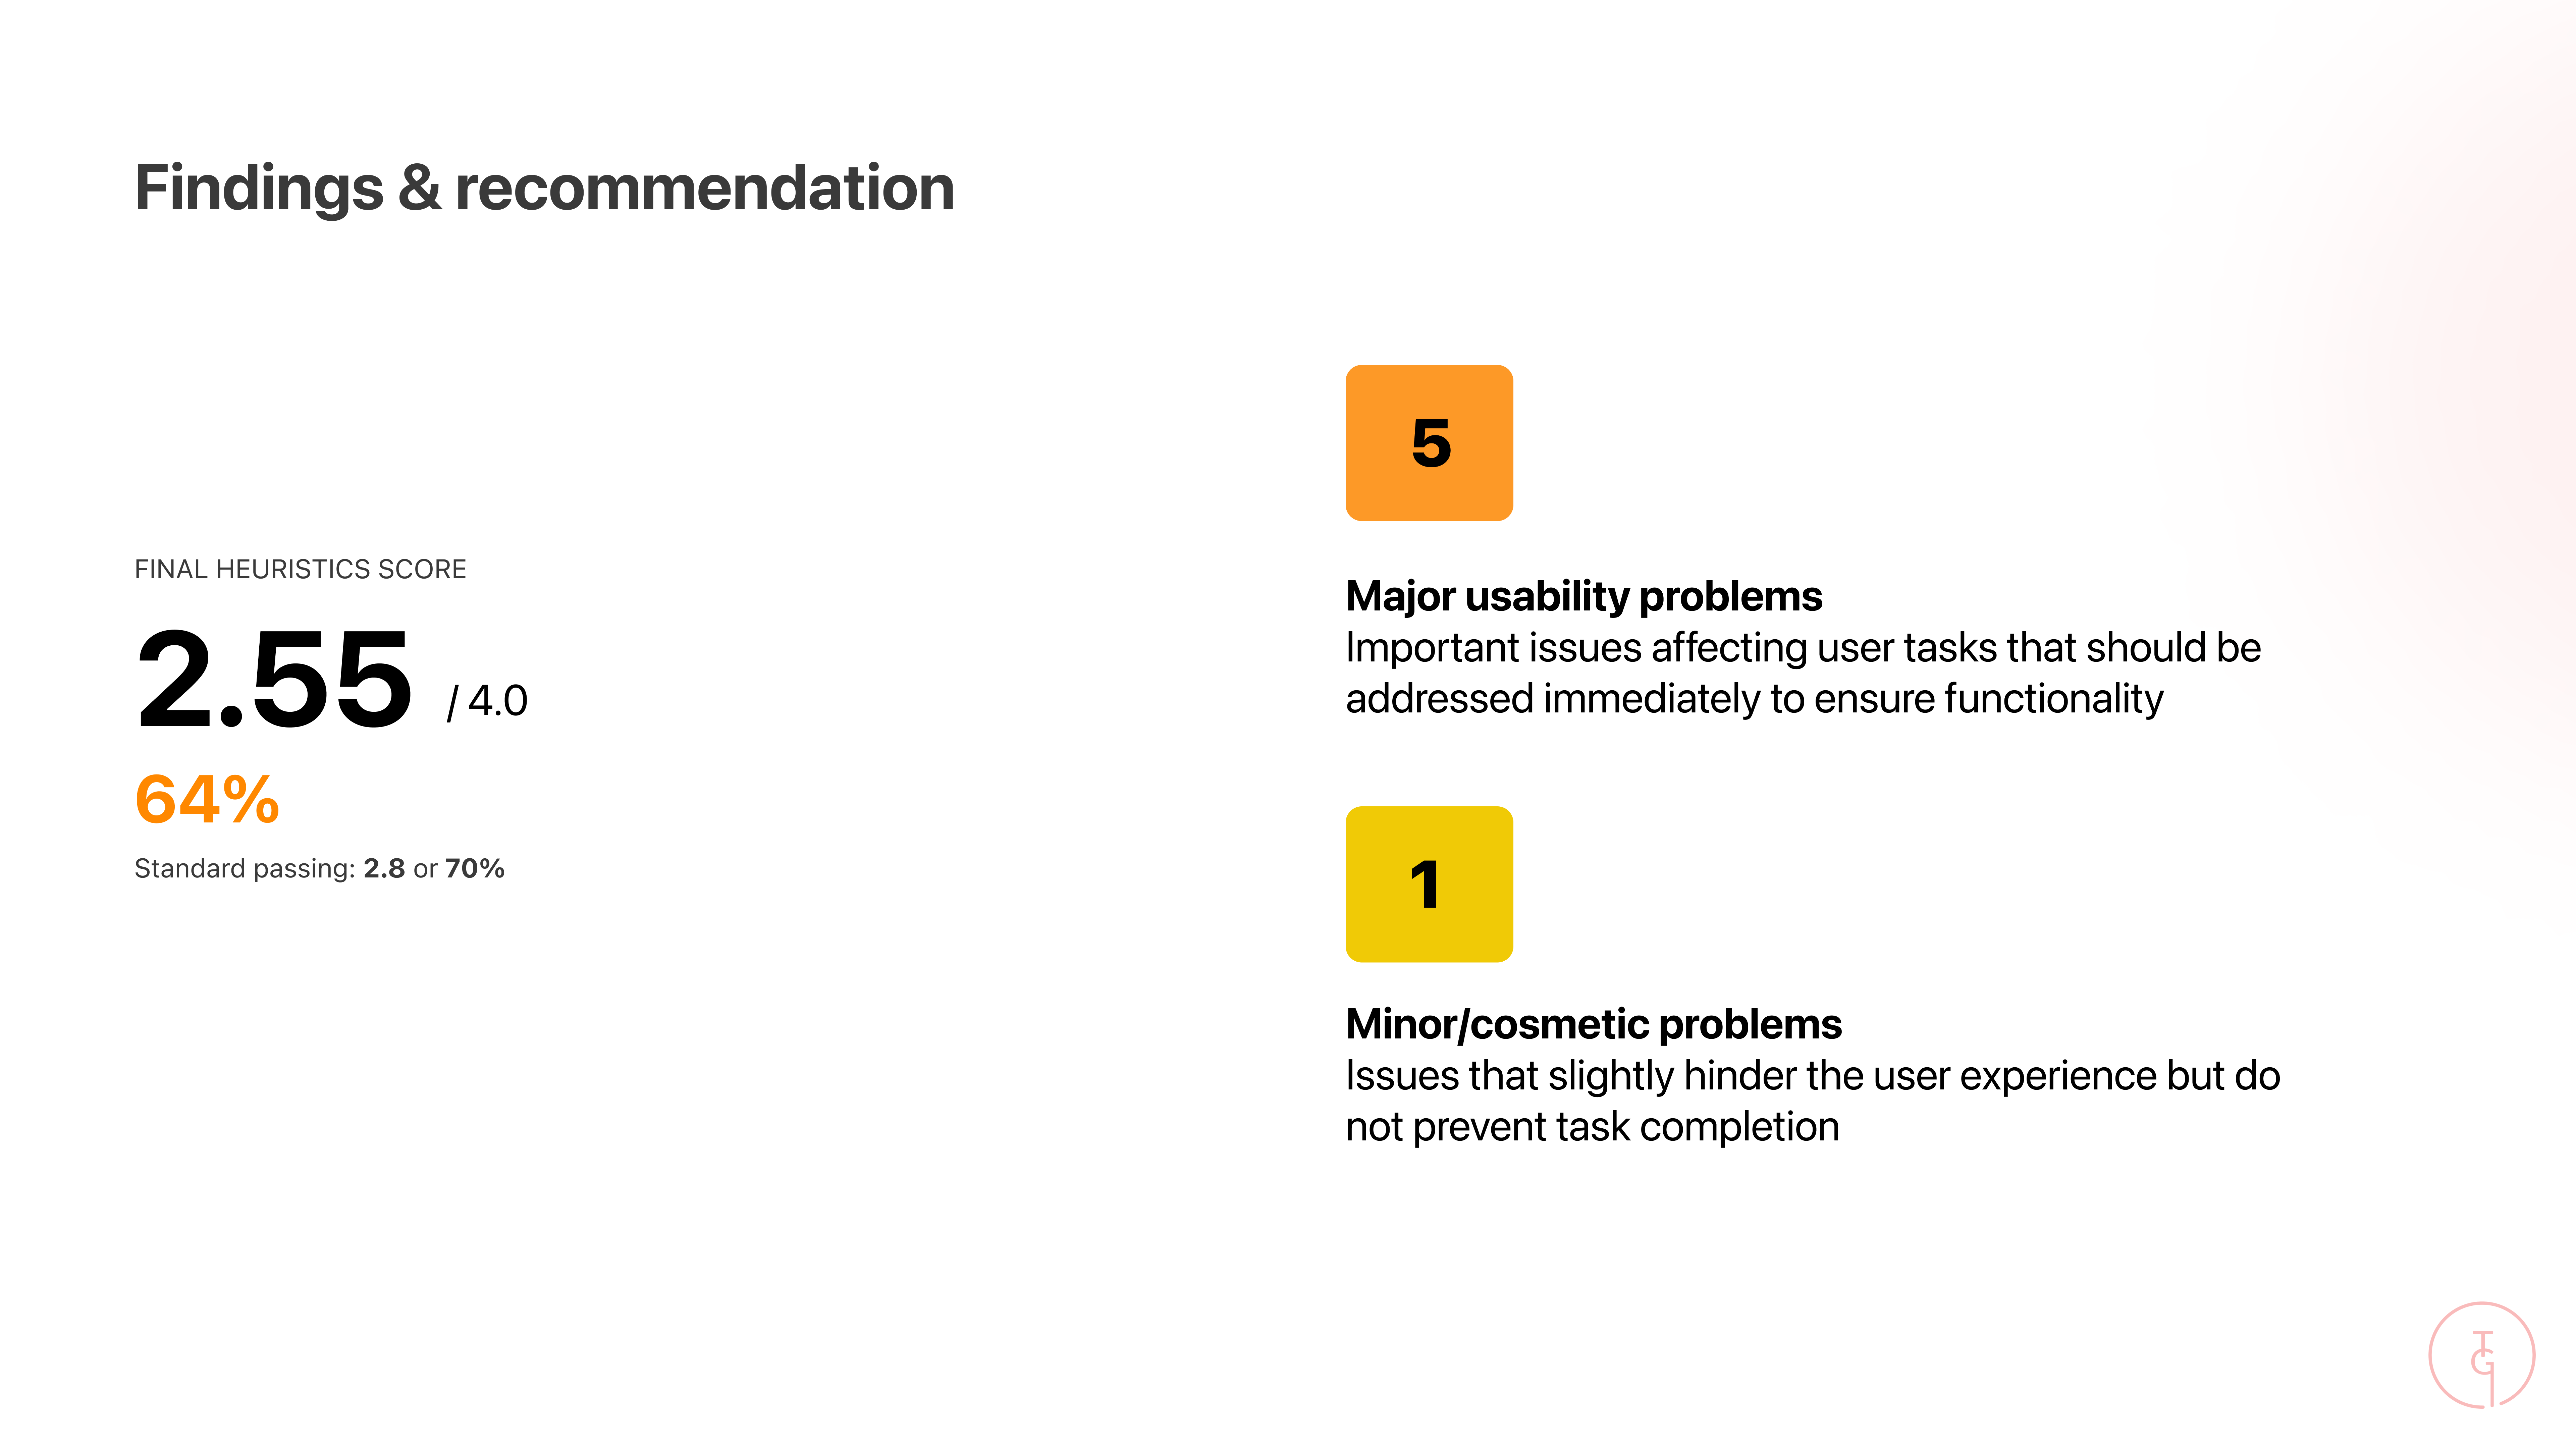 Findings & recommendation
FINAL HEURISTICS SCORE
2.55 / 4.0
64%
Standard passing: 2.8 or 70%
5
Major usability problems
Important issues affecting user tasks that should be
addressed immediately to ensure functionality
1
Minor/cosmetic problems
Issues that slightly hinder the user experience but do
not prevent task completion
TG